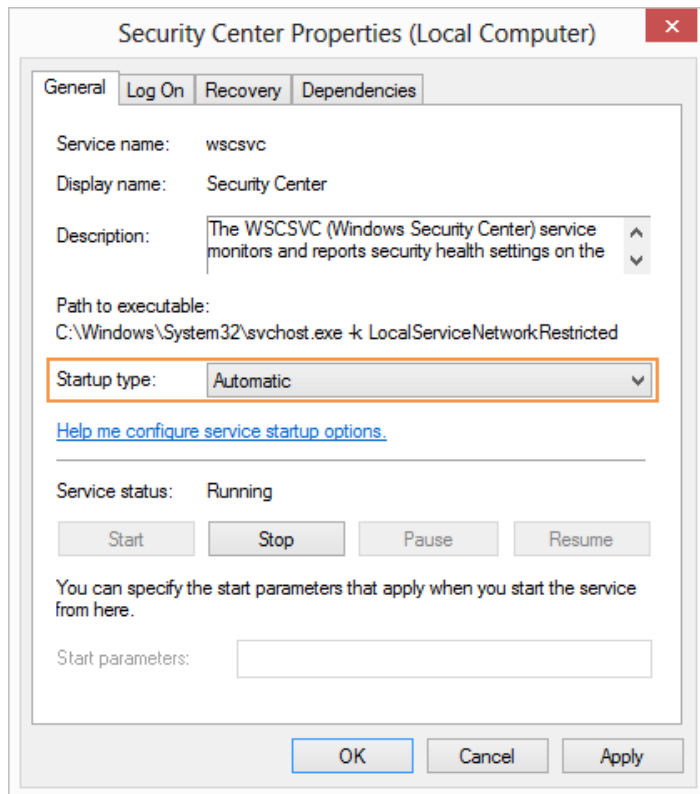 Security Center Properties (Local Computer)
General Log On Recovery Dependencies
Service name: wscsvc
Display name: Security Center
Description: The WSCSVC (Windows Security Center) service
monitors and reports security health settings on the
Path to executable:
C:\Windows\System32\svchost.exe -k LocalServiceNetworkRestricted
Startup type: Automatic
Help me configure service startup options.
Service status: Running
Start Stop Pause Resume
You can specify the start parameters that apply when you start the service
from here.
Start parameters:
OK Cancel Apply